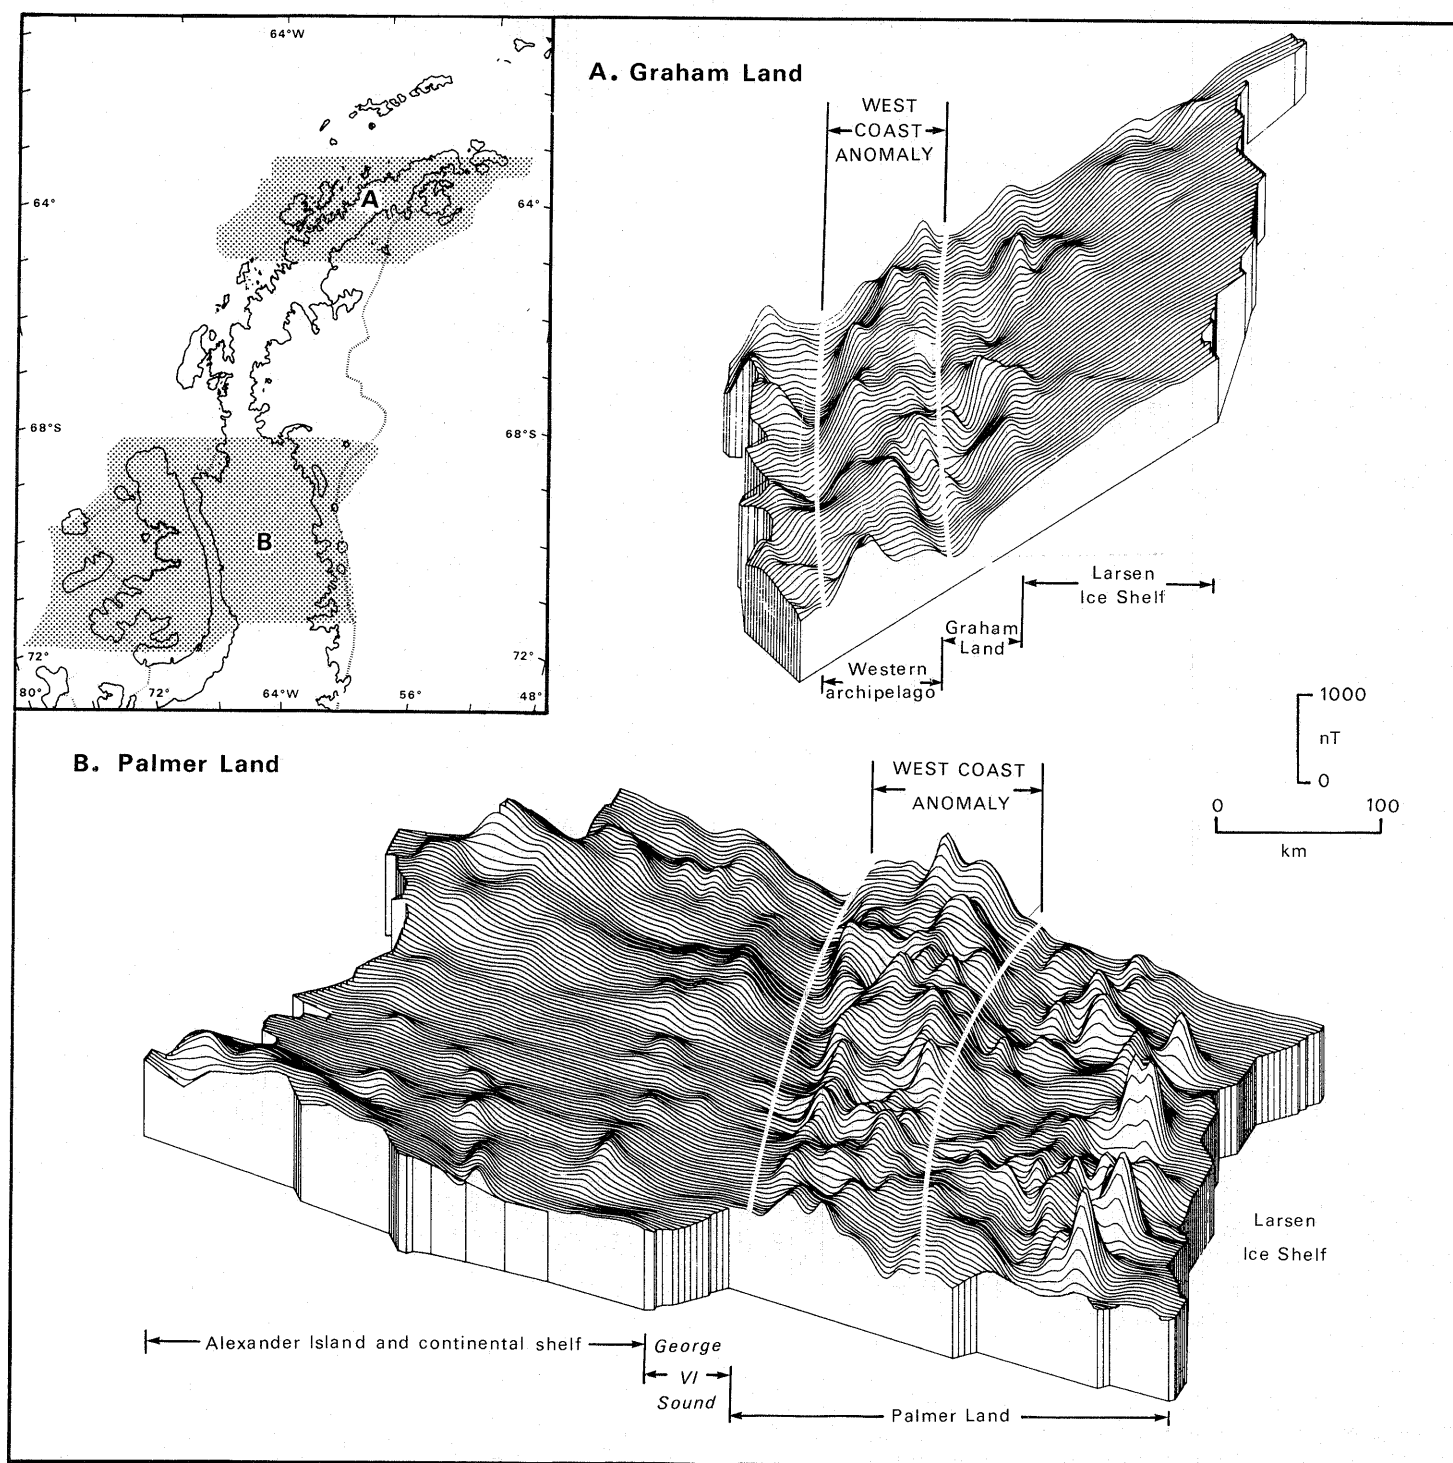 64°W
A
64°
64°
68°S
68°S
B
72°
72°
80°
72°
64°W
56°
48°
A. Graham Land
WEST
COAST
ANOMALY
Larsen
Ice Shelf
Graham
Land
Western
archipelago
1000
nT
0
0
100
km
B. Palmer Land
WEST COAST
ANOMALY
Larsen
Ice Shelf
Alexander Island and continental shelf
George
VI
Sound
Palmer Land